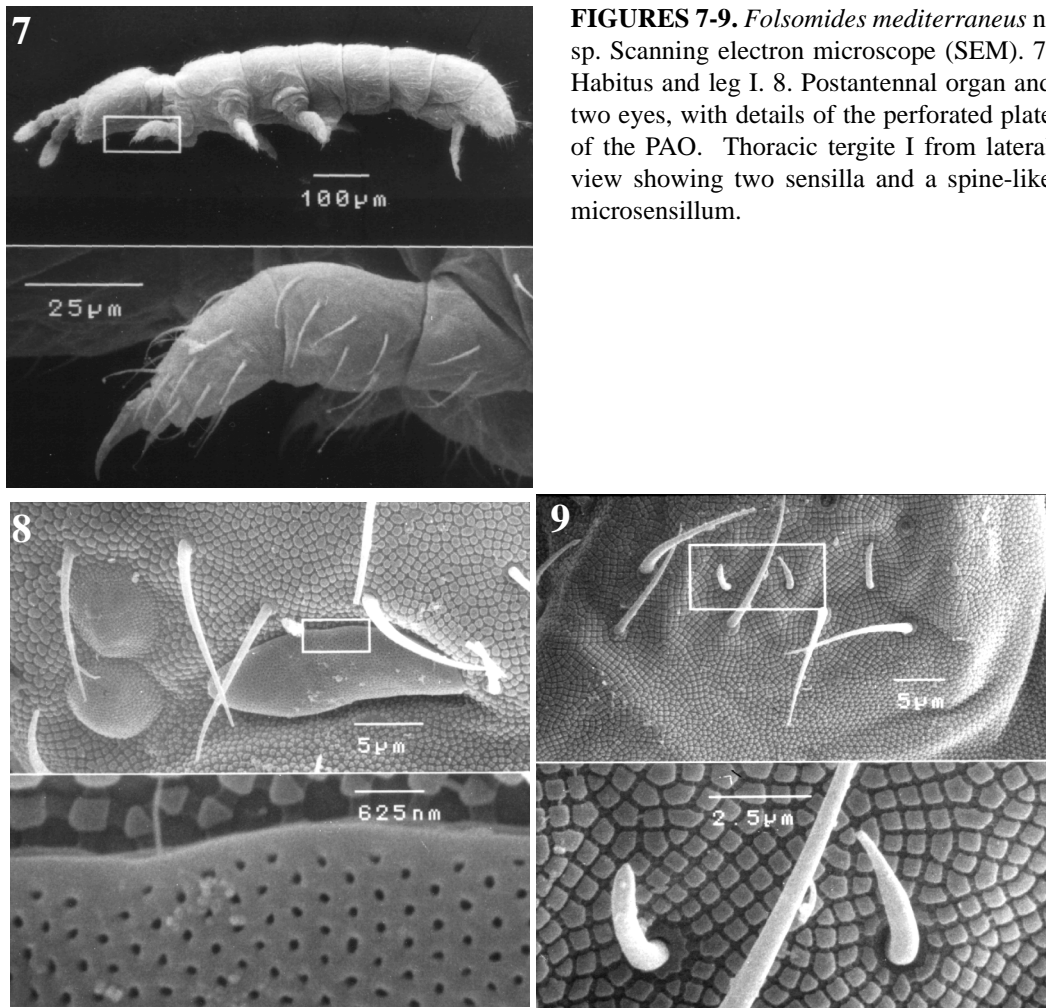 7
FIGURES 7-9. Folsomides mediterraneus n
sp. Scanning electron microscope (SEM). 7
Habitus and leg I. 8. Postantennal organ and
two eyes, with details of the perforated plate
of the PAO. Thoracic tergite I from lateral
view showing two sensilla and a spine-like
microsensillum.
100µm
25µm
8
5µm
625nm
9
5µm
2.5µm